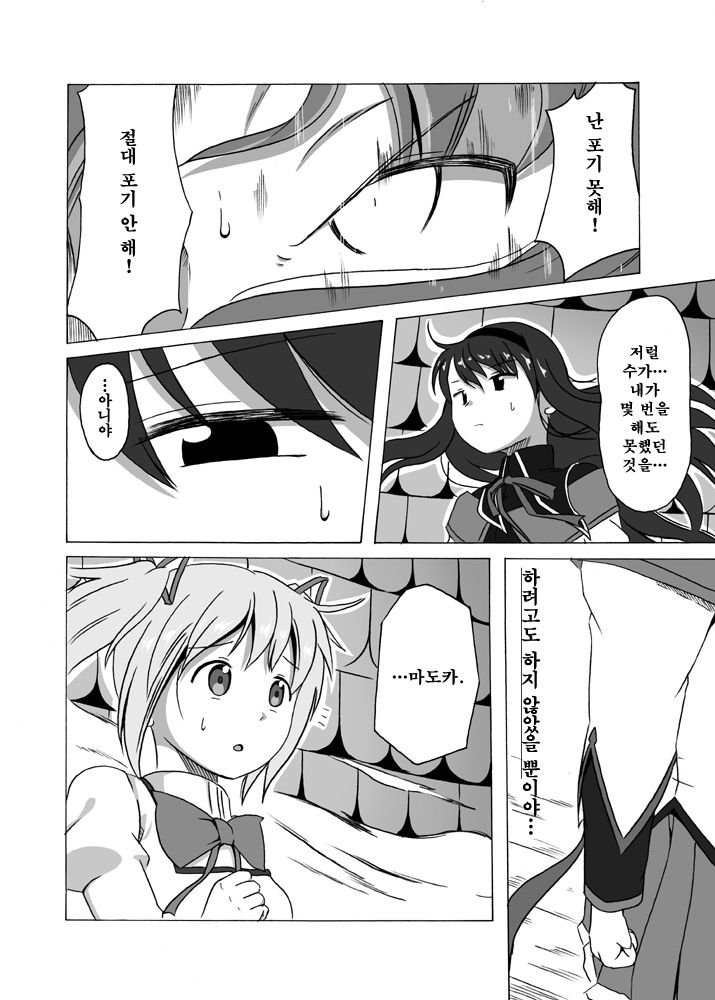 난 포기 못해!
절대 포기 안 해!
저럴
수가…
내가
몇 번을
해도
못했던
것을…
…아니야
하려고도 하지 않았을 뿐이야…
…마도카.